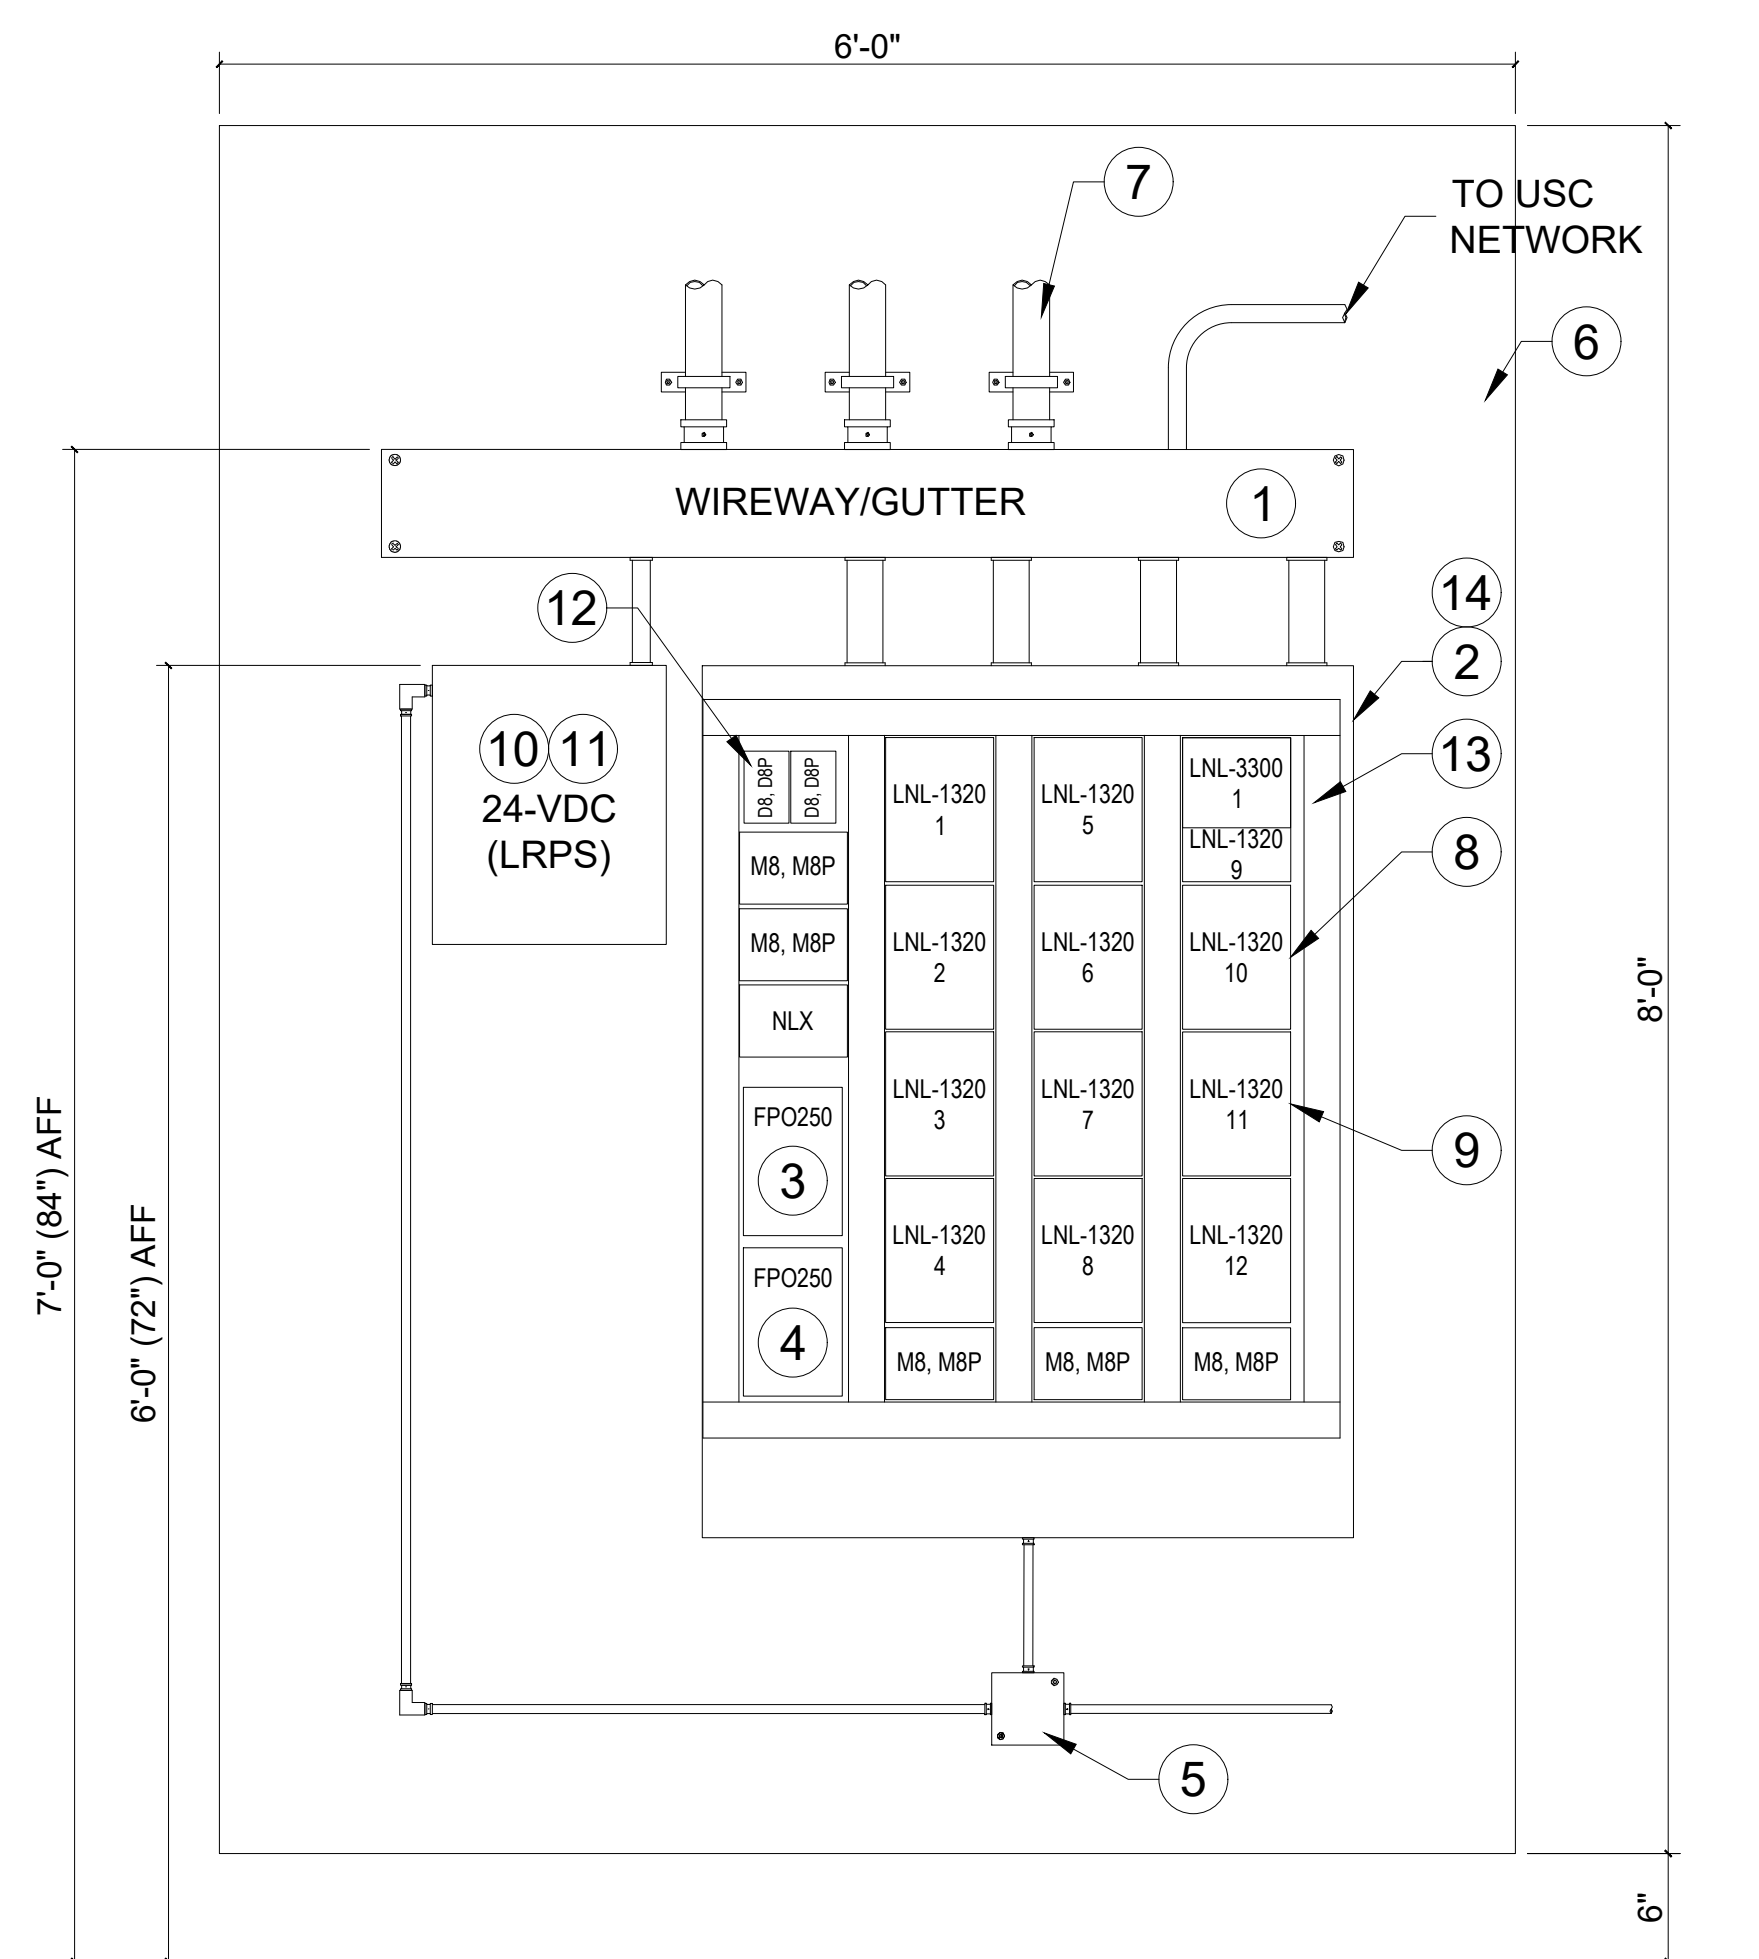 6'-0"
7
TO USC
NETWORK
6
WIREWAY/GUTTER
1
12
14
2
10
11
24-VDC
(LRPS)
13
8
9
D8, D8P
D8, D8P
M8, M8P
M8, M8P
NLX
FPO250
3
FPO250
4
LNL-1320
1
LNL-1320
2
LNL-1320
3
LNL-1320
4
M8, M8P
LNL-1320
5
LNL-1320
6
LNL-1320
7
LNL-1320
8
M8, M8P
LNL-3300
1
LNL-1320
9
LNL-1320
10
LNL-1320
11
LNL-1320
12
M8, M8P
7'-0" (84") AFF
6'-0" (72") AFF
8'-0"
5
6"